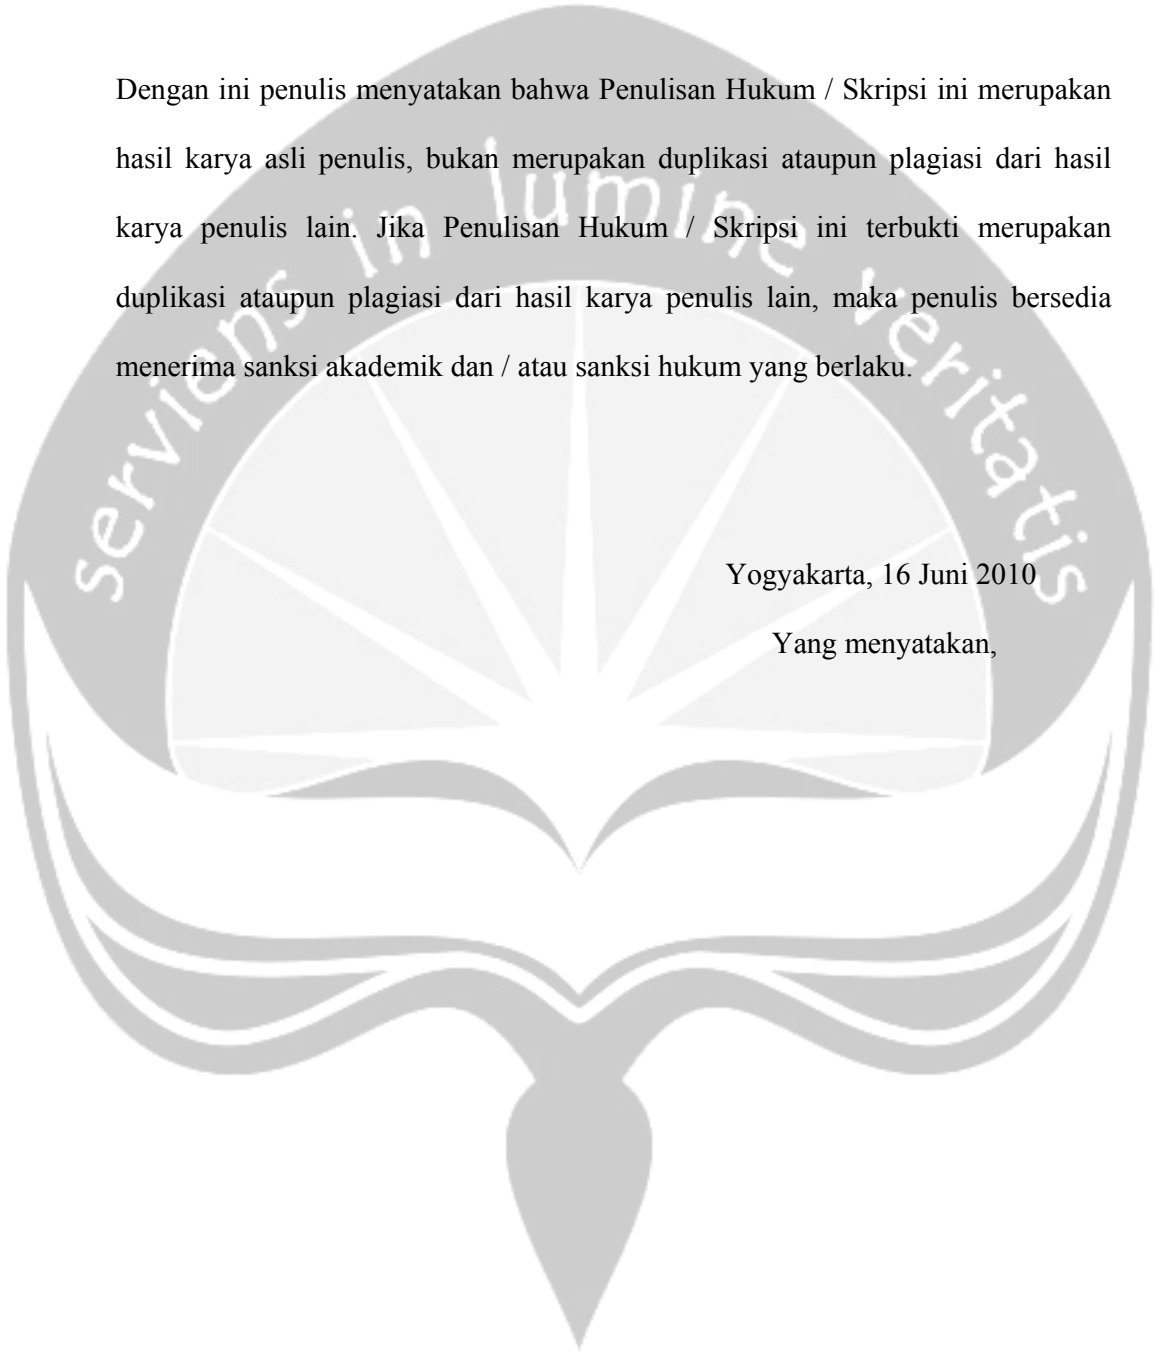 Dengan ini penulis menyatakan bahwa Penulisan Hukum / Skripsi ini merupakan
hasil karya asli penulis, bukan merupakan duplikasi ataupun plagiasi dari hasil
karya penulis lain. Jika Penulisan Hukum / Skripsi ini terbukti merupakan
duplikasi ataupun plagiasi dari hasil karya penulis lain, maka penulis bersedia
menerima sanksi akademik dan / atau sanksi hukum yang berlaku.
serviens in lumine veritatis
Yogyakarta, 16 Juni 2010
Yang menyatakan,